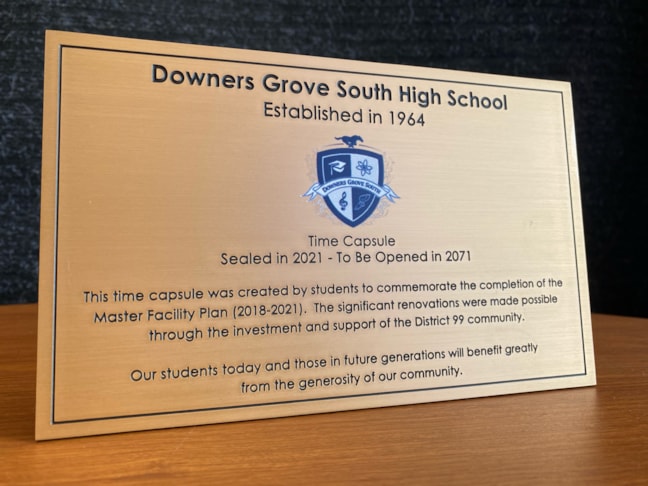 Downers Grove South High School
Established in 1964
DOWNERS GROVE SOUTH
Time Capsule
Sealed in 2021 - To Be Opened in 2071
This time capsule was created by students to commemorate the completion of the
Master Facility Plan (2018-2021). The significant renovations were made possible
through the investment and support of the District 99 community.
Our students today and those in future generations will benefit greatly
from the generosity of our community.